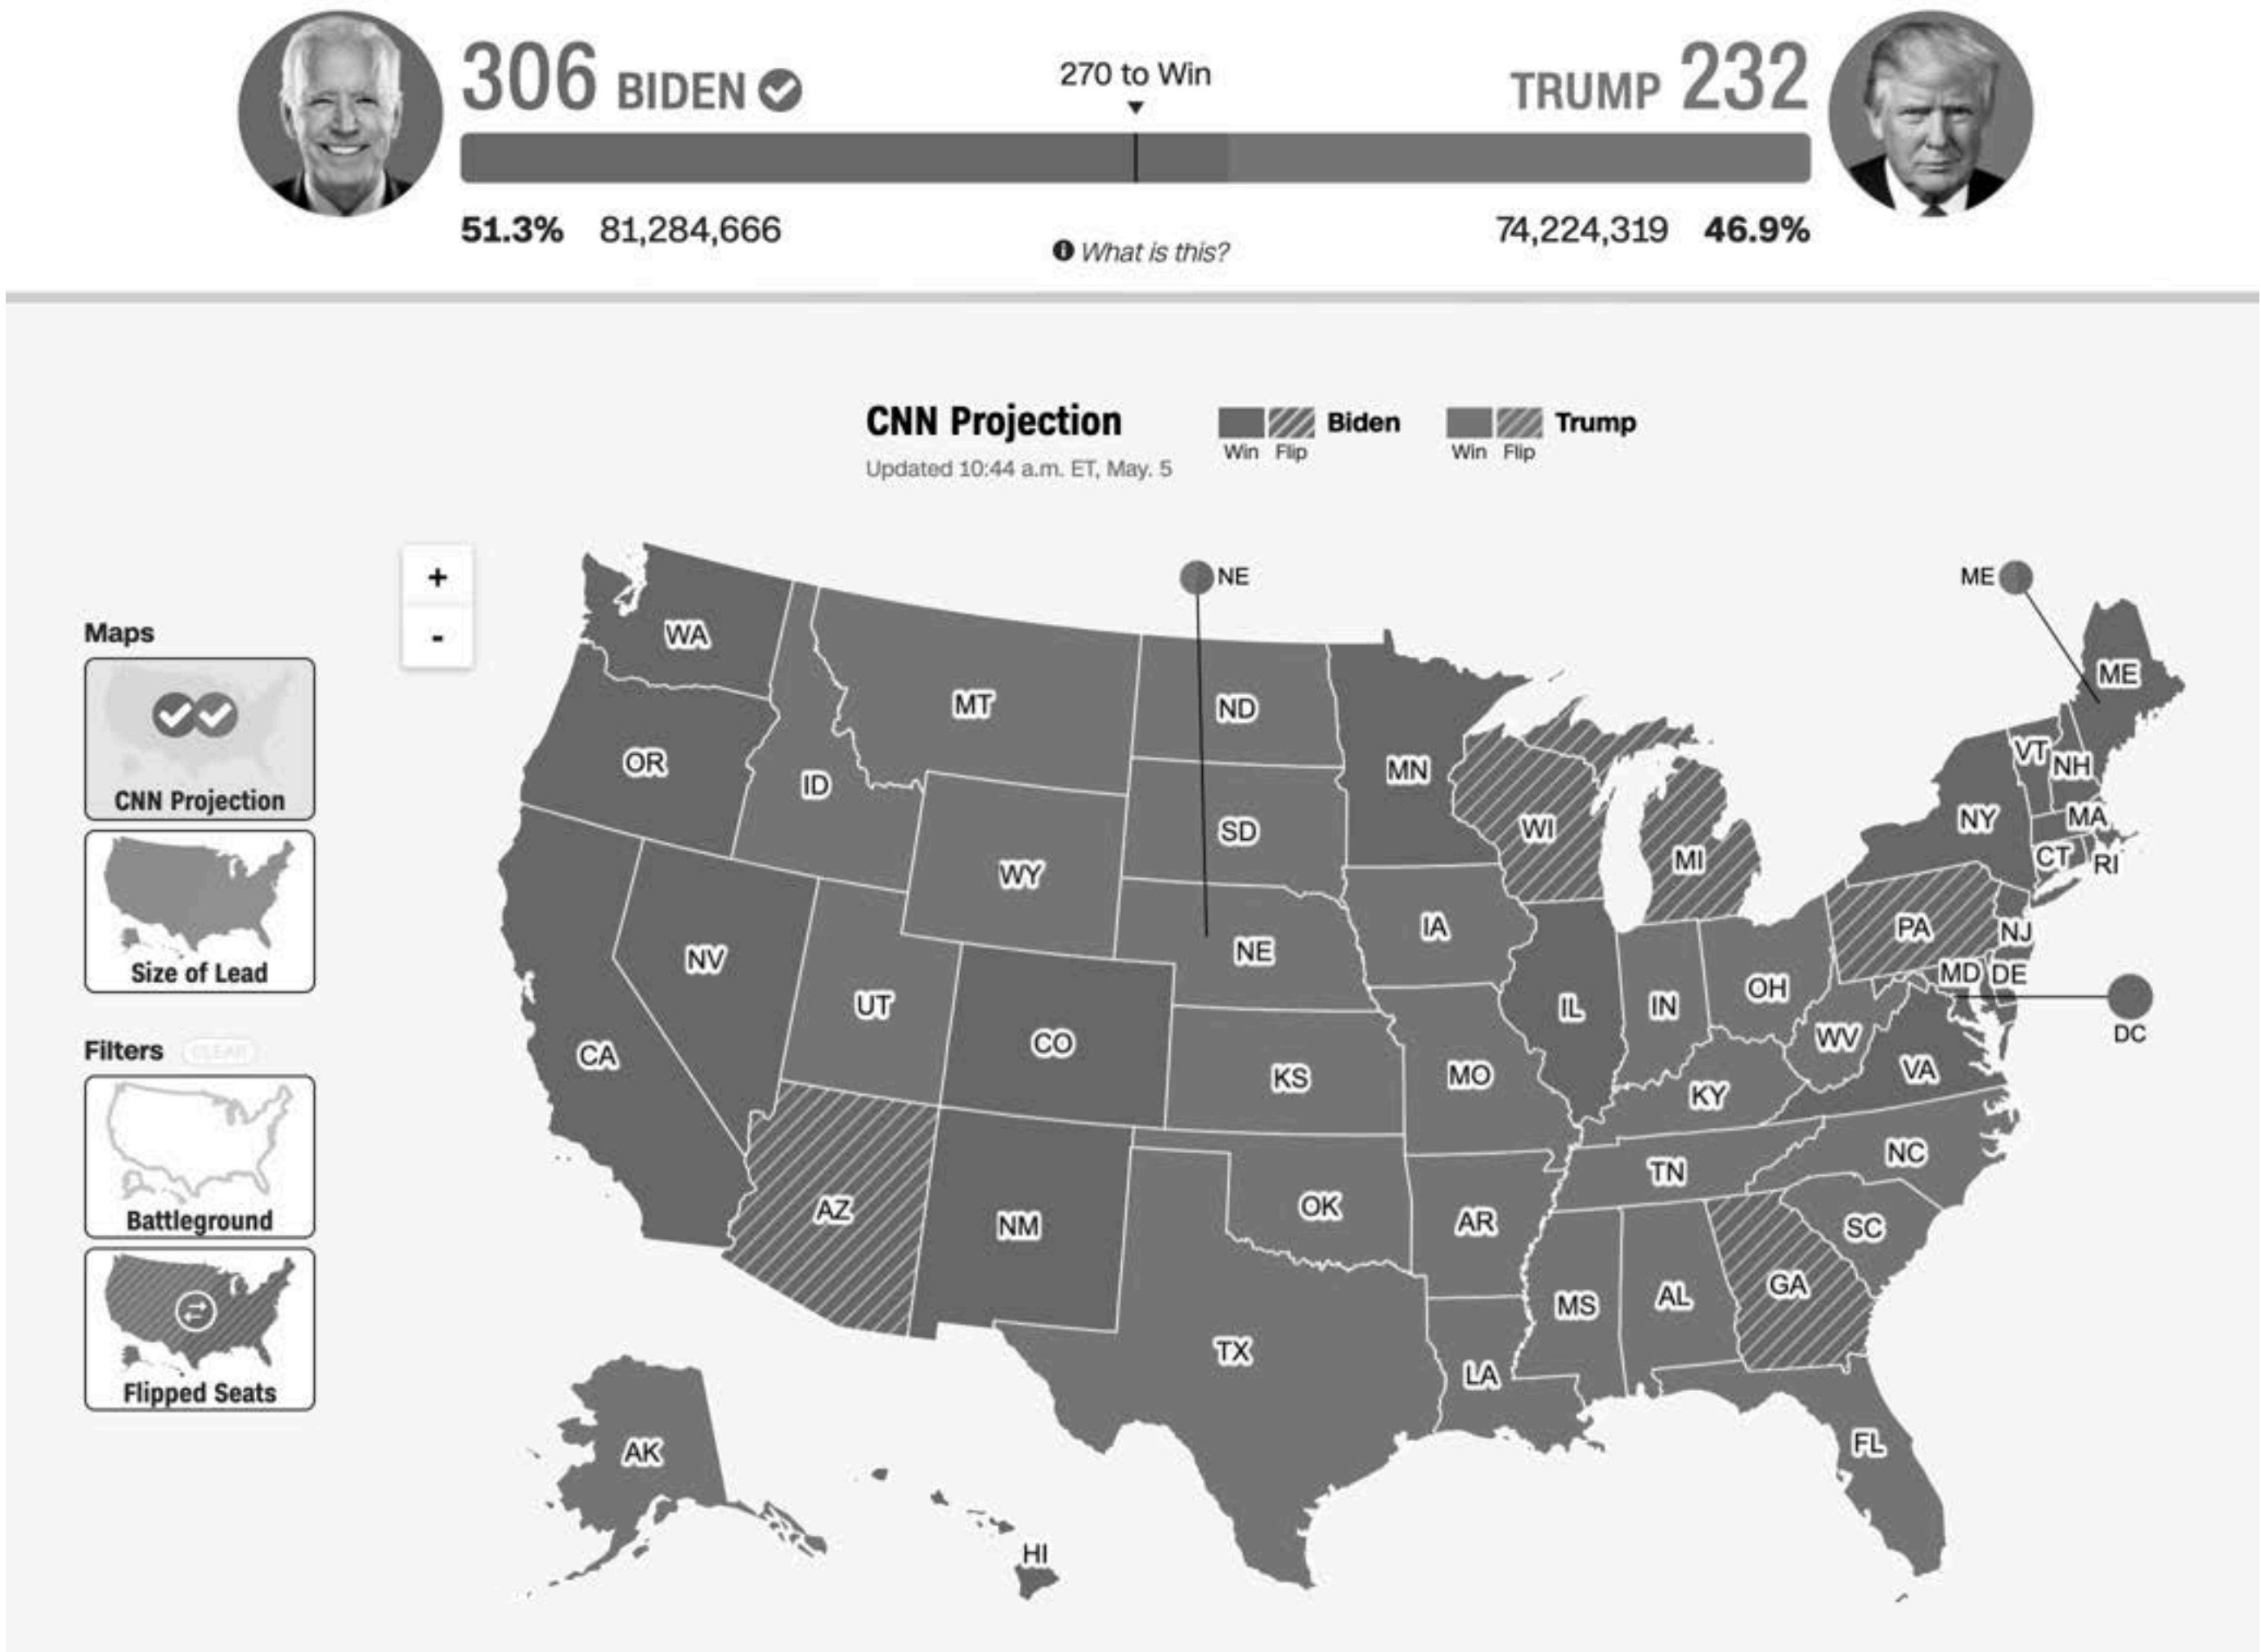 306 BIDEN
270 to Win
TRUMP 232
51.3% 81,284,666
What is this?
74,224,319 46.9%
CNN Projection
Updated 10:44 a.m. ET, May. 5
Win Flip Biden
Win Flip Trump
+
-
Maps
CNN Projection
Size of Lead
Filters CLEAR
Battleground
Flipped Seats
NE
ME
WA
MT
ND
ME
OR
ID
MN
VT
NH
SD
WI
NY
MA
WY
MI
CT
RI
NV
NE
IA
PA
NJ
UT
CO
IL
IN
OH
MD
DE
CA
KS
MO
WV
VA
DC
KY
AZ
NM
OK
AR
TN
NC
SC
TX
LA
MS
AL
GA
AK
HI
FL